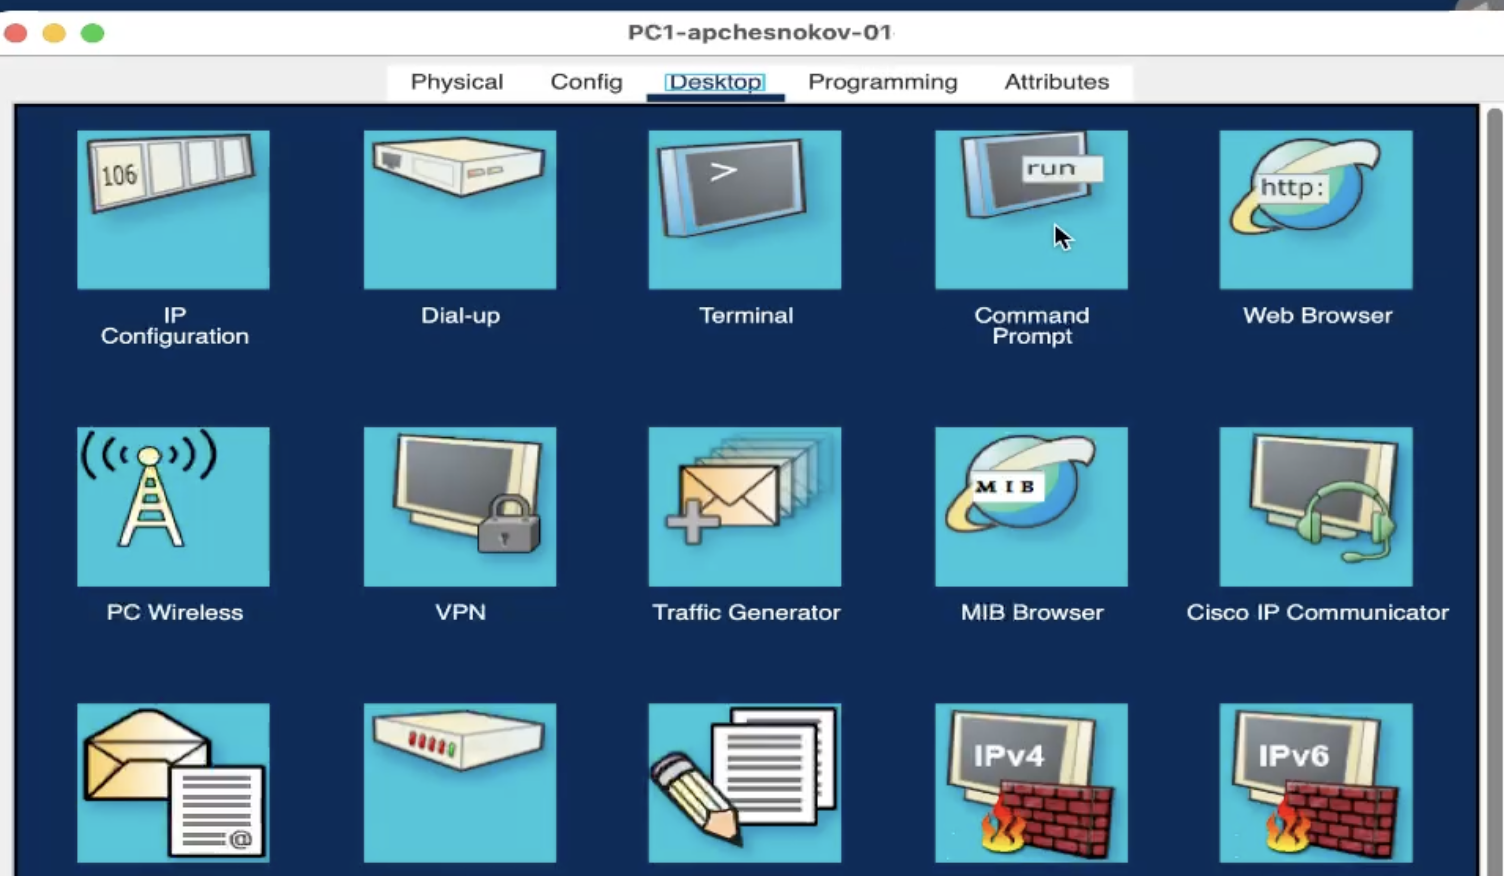 PC1-apchesnokov-01
Physical Config Desktop Programming Attributes
106
>
run
http:
IP
Configuration
Dial-up
Terminal
Command
Prompt
Web Browser
MIB
PC Wireless
VPN
Traffic Generator
MIB Browser
Cisco IP Communicator
@
IPv4
IPv6